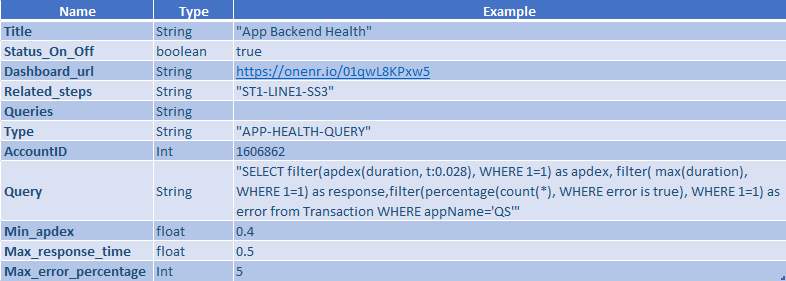 Name Type Example
Title String "App Backend Health"
Status_On_Off boolean true
Dashboard_url String https://onenr.io/01qwL8KPxw5
Related_steps String "ST1-LINE1-SS3"
Queries String
Type String "APP-HEALTH-QUERY"
AccountID Int 1606862
Query String "SELECT filter(apdex(duration, t:0.028), WHERE 1=1) as apdex, filter( max(duration),
WHERE 1=1) as response,filter(percentage(count(*), WHERE error is true), WHERE 1=1) as
error from Transaction WHERE appName='QS'"
Min_apdex float 0.4
Max_response_time float 0.5
Max_error_percentage Int 5